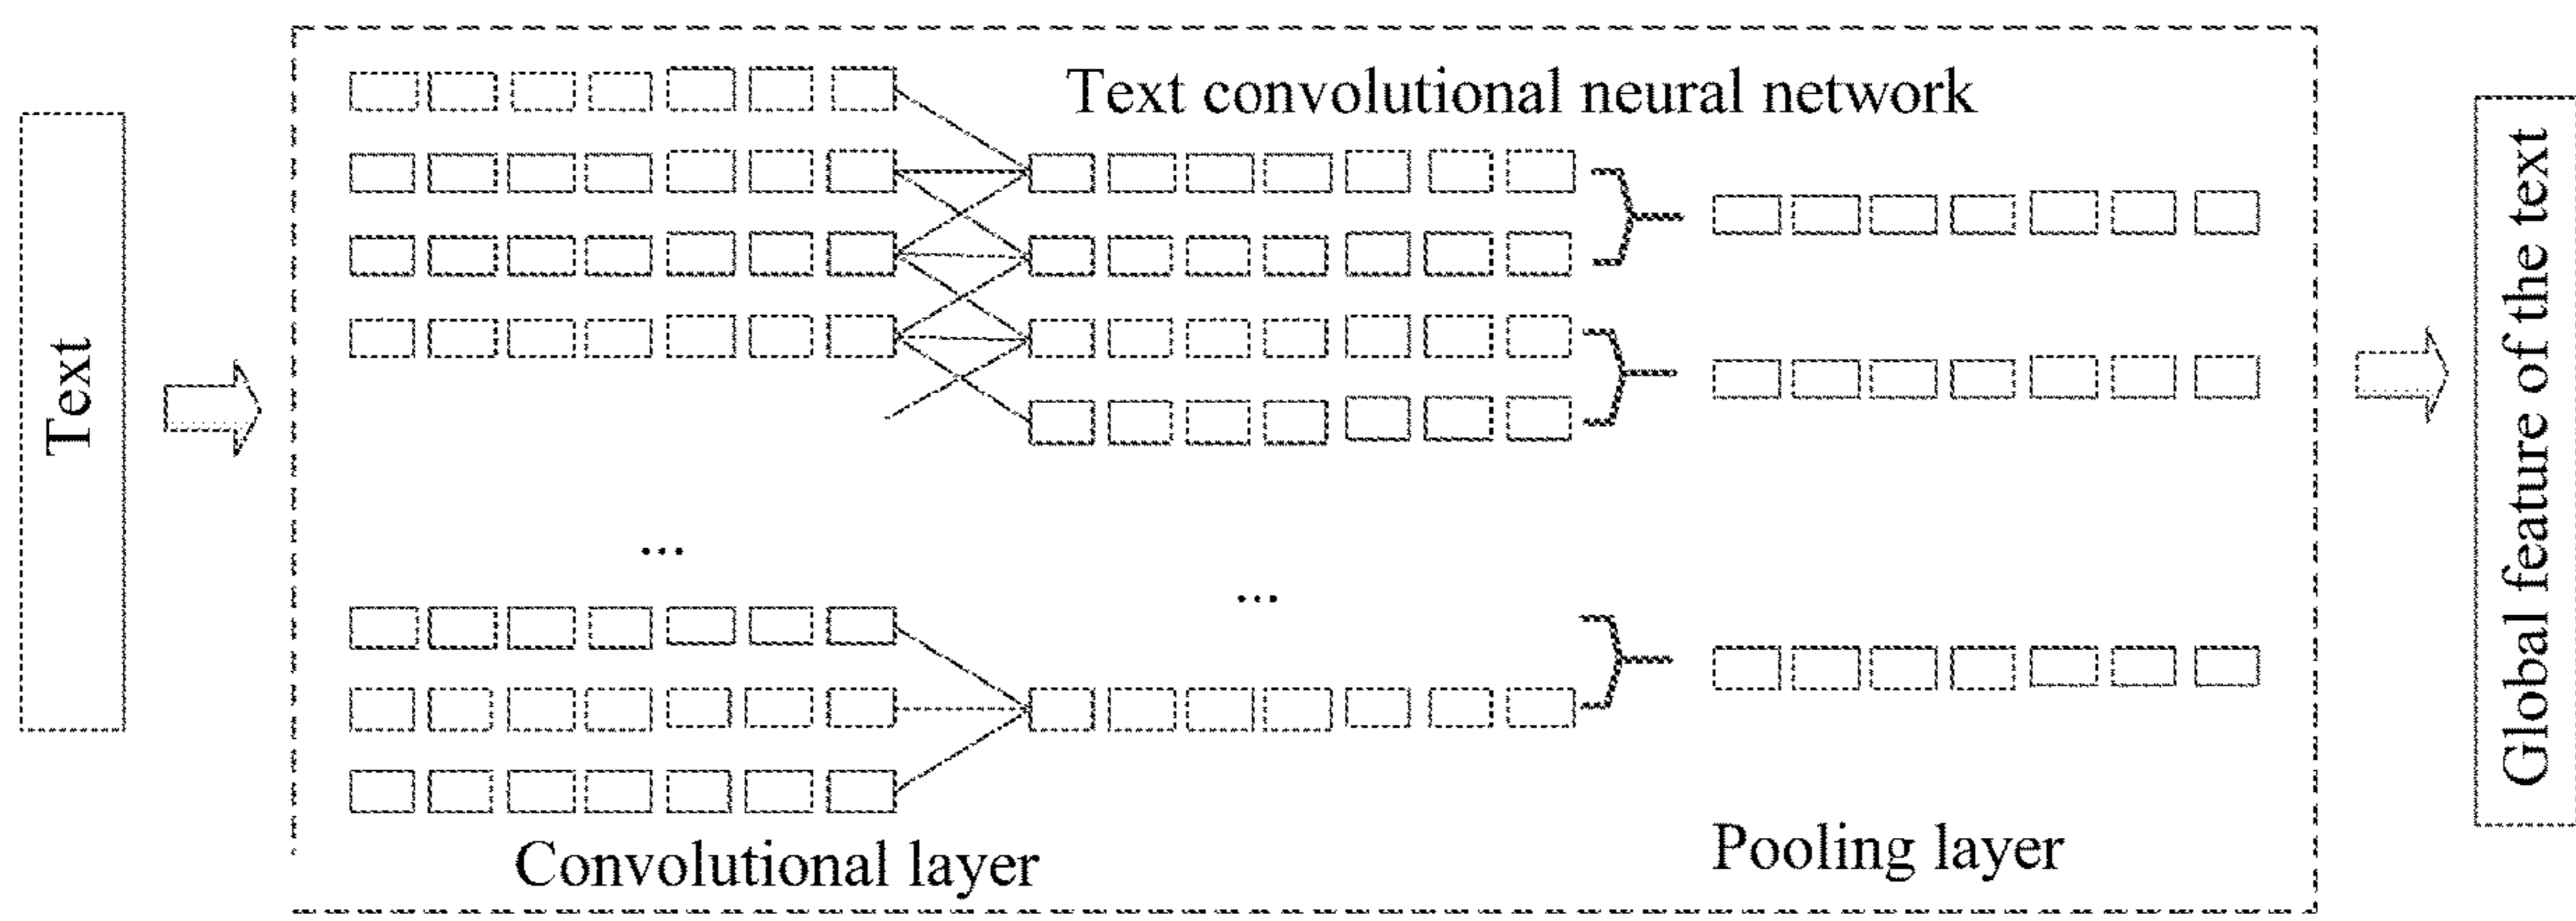 Text
Text convolutional neural network
...
...
Convolutional layer
Pooling layer
Global feature of the text